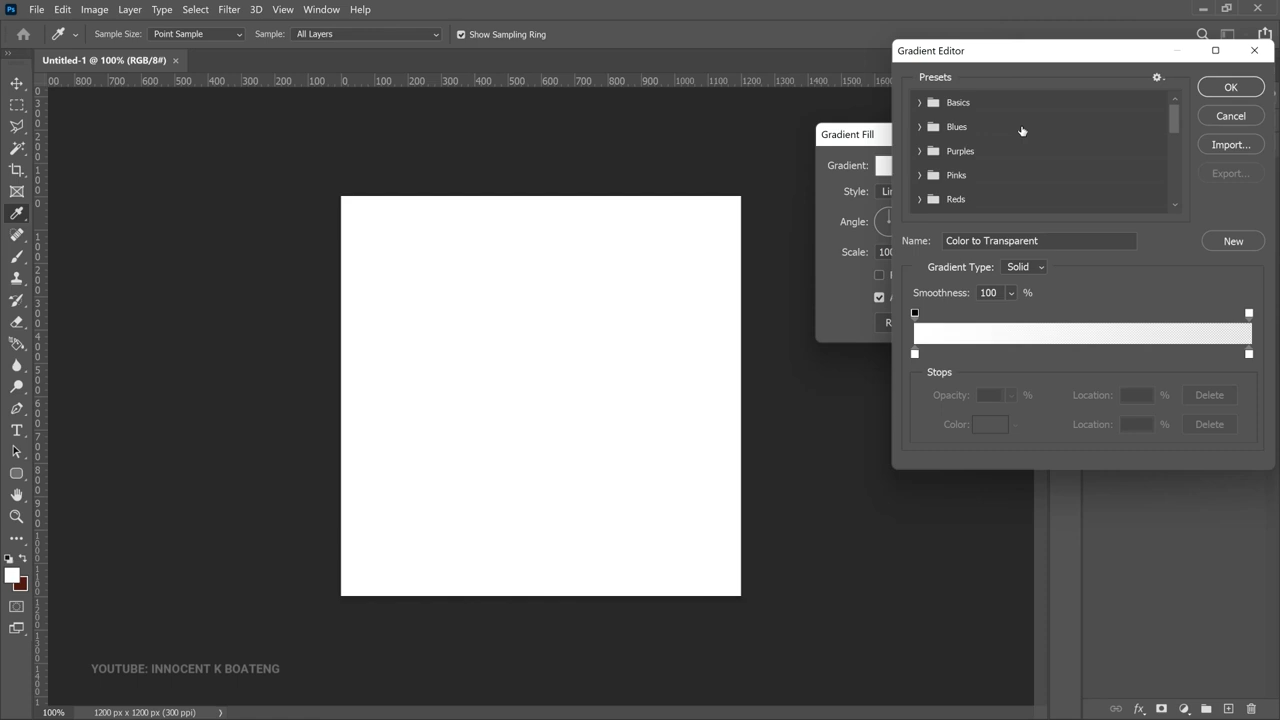 Ps File Edit Image Layer Type Select Filter 3D View Window Help
Sample Size: Point Sample Sample: All Layers Show Sampling Ring
Untitled-1 @ 100% (RGB/8#) ×
Gradient Editor
Presets
Basics
Blues
Purples
Pinks
Reds
OK
Cancel
Import...
Export...
Name: Color to Transparent
New
Gradient Type: Solid
Smoothness: 100 %
Stops
Opacity: % Location: % Delete
Color: Location: % Delete
Gradient Fill
Gradient:
Style:
Angle:
Scale: 100
YOUTUBE: INNOCENT K BOATENG
100% 1200 px x 1200 px (300 ppi)